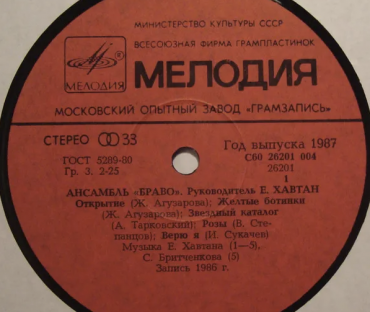 МИНИСТЕРСТВО КУЛЬТУРЫ СССР
ВСЕСОЮЗНАЯ ФИРМА ГРАМПЛАСТИНОК
МЕЛОДИЯ
МЕЛОДИЯ
МОСКОВСКИЙ ОПЫТНЫЙ ЗАВОД «ГРАМЗАПИСЬ»
СТЕРЕО 33
Год выпуска 1987
ГОСТ 5289-80
С60 26201 004
Гр. 3. 2-25
26201
1
АНСАМБЛЬ «БРАВО». Руководитель Е. ХАВТАН
Открытие (Ж. Агузарова); Желтые ботинки
(Ж. Агузарова); Звездный каталог
(А. Тарковский); Розы (В. Сте-
панцов); Верю я (И. Сукачев)
Музыка Е. Хавтана (1—5),
С. Бритченкова (5)
Запись 1986 г.